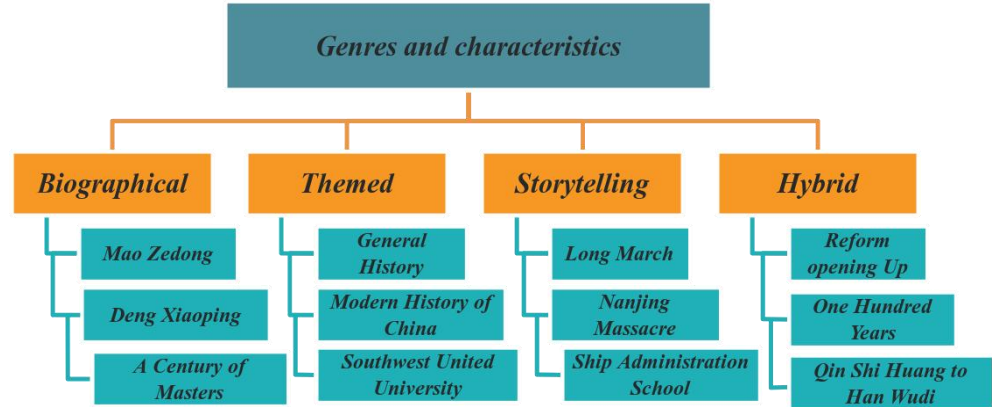 Genres and characteristics
Biographical
Themed
Storytelling
Hybrid
Mao Zedong
Deng Xiaoping
A Century of
Masters
General
History
Modern History of
China
Southwest United
University
Long March
Nanjing
Massacre
Ship Administration
School
Reform
opening Up
One Hundred
Years
Qin Shi Huang to
Han Wudi